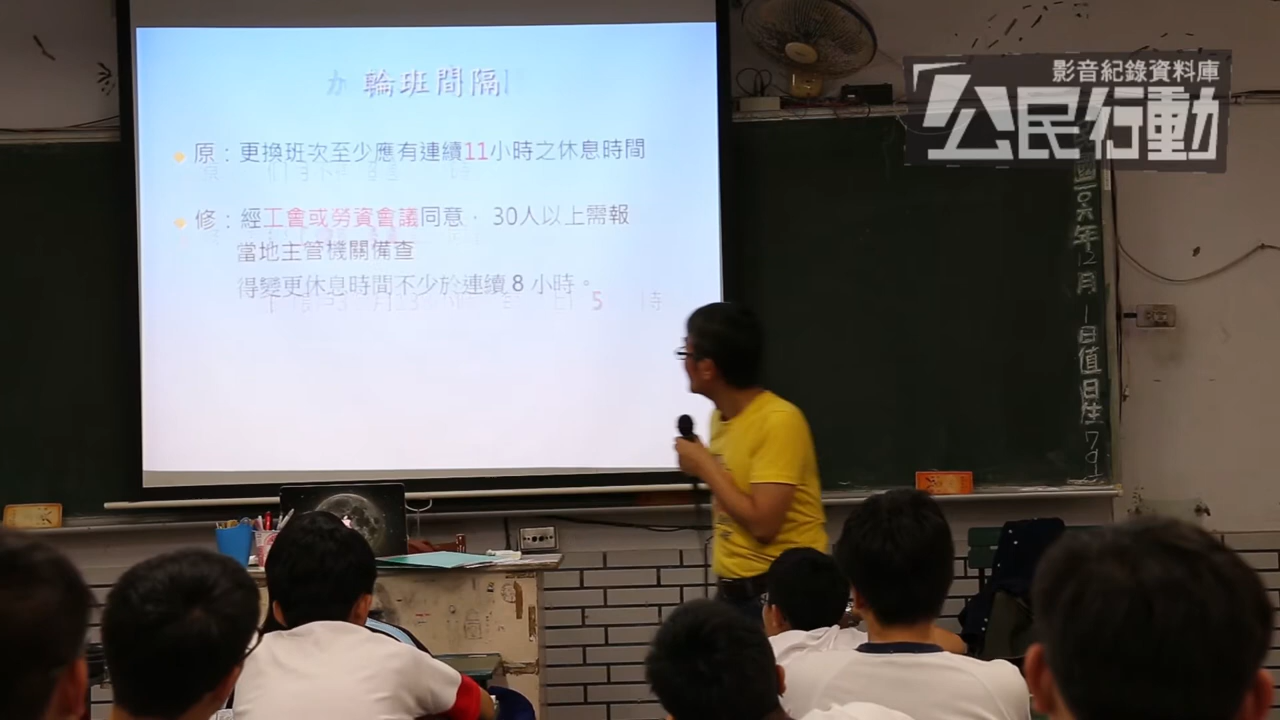 輪班間隔
原：更換班次至少應有連續11小時之休息時間
修：經工會或勞資會議同意， 30人以上需報
當地主管機關備查
得變更休息時間不少於連續 8 小時。
影音紀錄資料庫
公民行動
國一○六年12月1日值日生 791